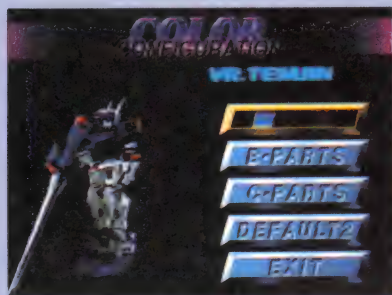 COLOR
CONFIGURATION
VR. TEMJIN
B-PARTS
C-PARTS
DEFAULT2
EXIT